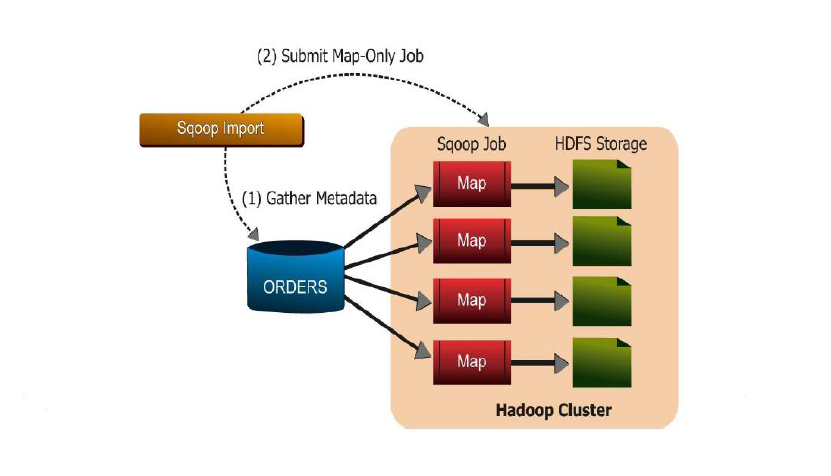 (2) Submit Map-Only Job
Sqoop Import
Sqoop Job
HDFS Storage
Map
(1) Gather Metadata
Map
ORDERS
Map
Map
Hadoop Cluster